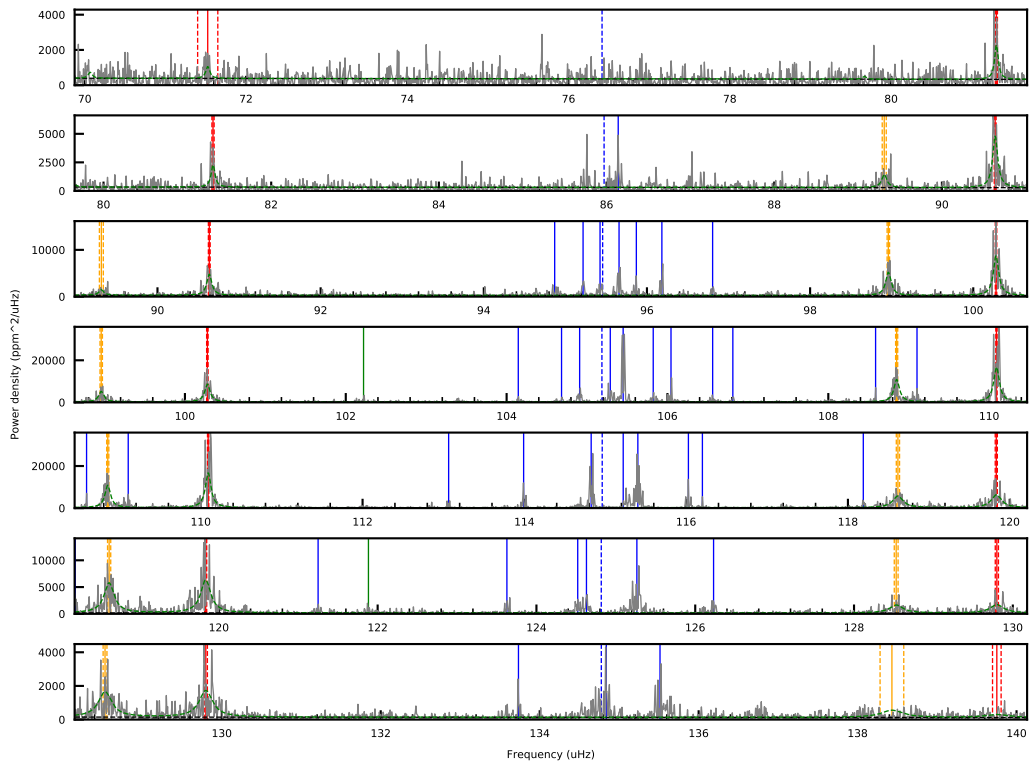 4000
2000
0
70 72 74 76 78 80
5000
2500
0
80 82 84 86 88 90
10000
0
90 92 94 96 98 100
Power density (ppm^2/uHz)
20000
0
100 102 104 106 108 110
20000
0
110 112 114 116 118 120
10000
5000
0
120 122 124 126 128 130
4000
2000
0
130 132 134 136 138 140
Frequency (uHz)